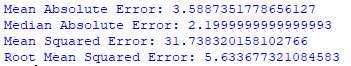 Mean Absolute Error: 3.5887351778656127
Median Absolute Error: 2.1999999999999993
Mean Squared Error: 31.738320158102766
Root Mean Squared Error: 5.633677321084583